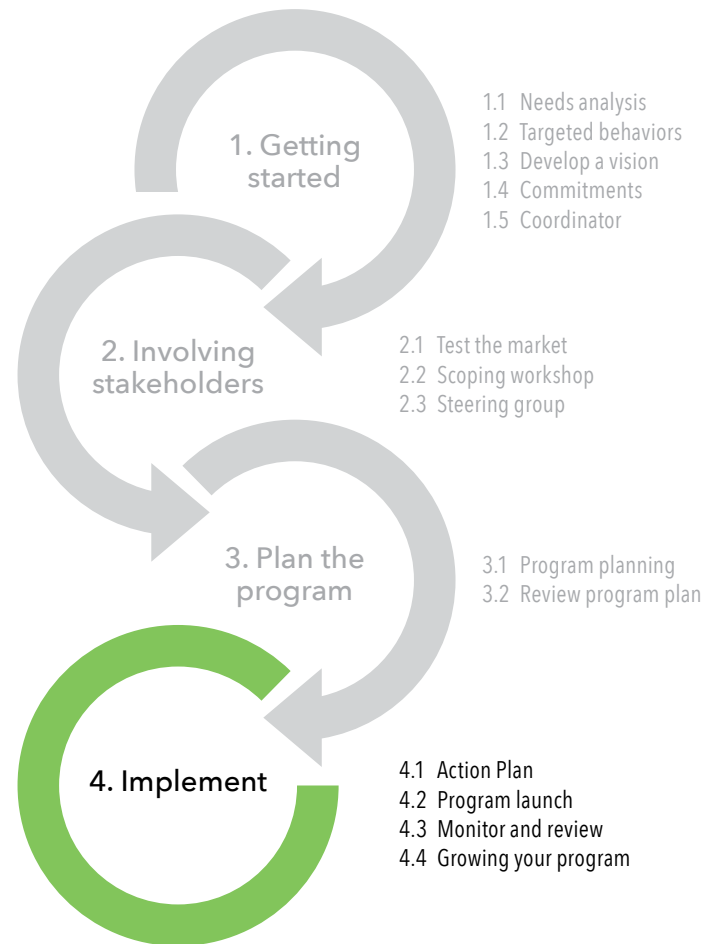 1. Getting
started
1.1 Needs analysis
1.2 Targeted behaviors
1.3 Develop a vision
1.4 Commitments
1.5 Coordinator
2. Involving
stakeholders
2.1 Test the market
2.2 Scoping workshop
2.3 Steering group
3. Plan the
program
3.1 Program planning
3.2 Review program plan
4. Implement
4.1 Action Plan
4.2 Program launch
4.3 Monitor and review
4.4 Growing your program